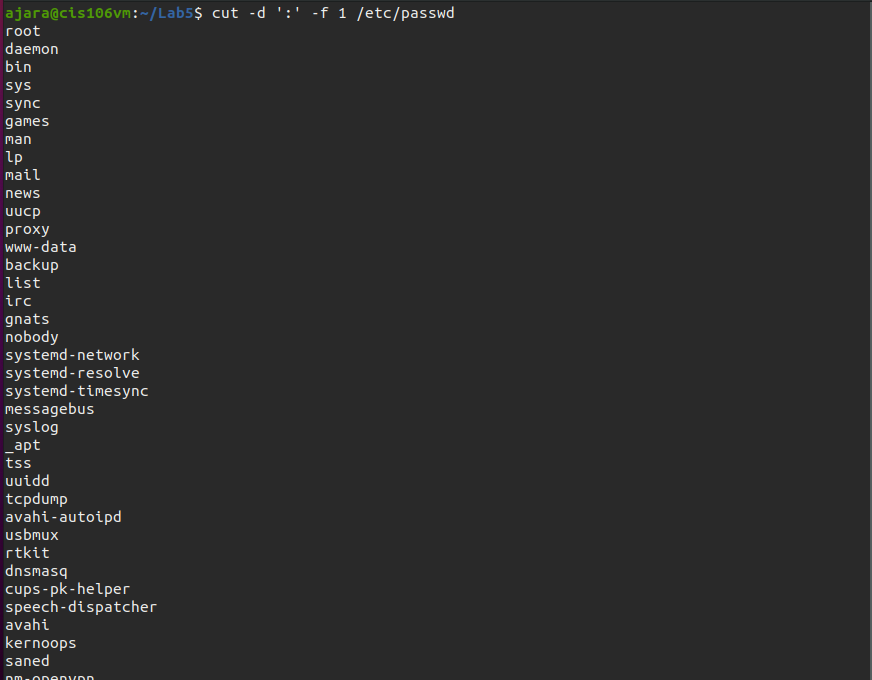 ajara@cis106vm:~/Lab5$ cut -d ':' -f 1 /etc/passwd
root
daemon
bin
sys
sync
games
man
lp
mail
news
uucp
proxy
www-data
backup
list
irc
gnats
nobody
systemd-network
systemd-resolve
systemd-timesync
messagebus
syslog
_apt
tss
uuidd
tcpdump
avahi-autoipd
usbmux
rtkit
dnsmasq
cups-pk-helper
speech-dispatcher
avahi
kernoops
saned
nm-openvpn